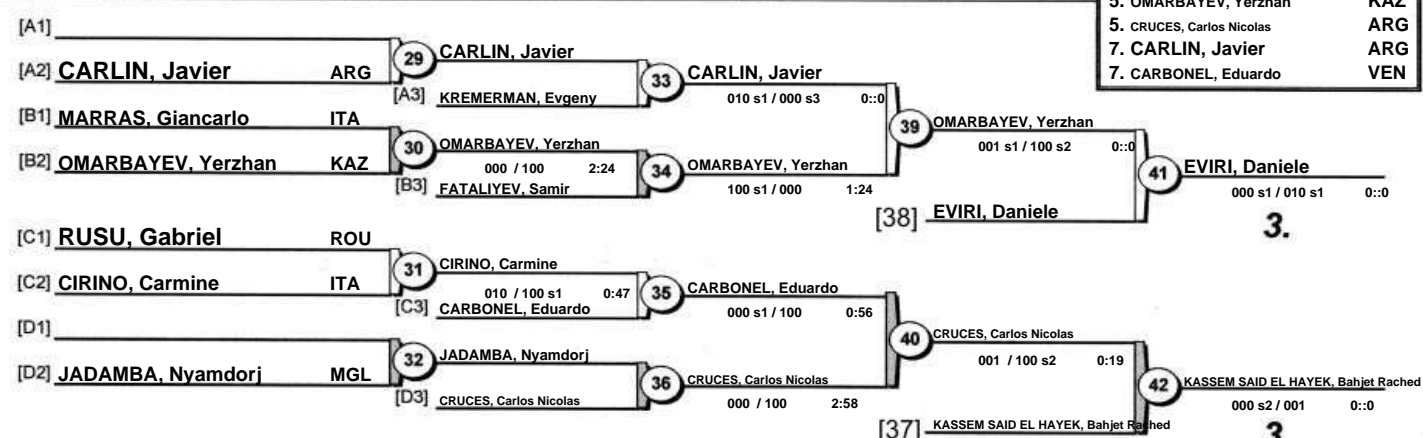 5. OMARBAYEV, Yerzhan KAZ
5. CRUCES, Carlos Nicolas ARG
7. CARLIN, Javier ARG
7. CARBONEL, Eduardo VEN
[A1]
29 CARLIN, Javier
[A2] CARLIN, Javier ARG
33 CARLIN, Javier
[A3] KREMERMAN, Evgeny
010 s1 / 000 s3 0::0
[B1] MARRAS, Giancarlo ITA
39 OMARBAYEV, Yerzhan
30 OMARBAYEV, Yerzhan
001 s1 / 100 s2 0::0
[B2] OMARBAYEV, Yerzhan KAZ
000 / 100 2:24
34 OMARBAYEV, Yerzhan
41 EVIRI, Daniele
[B3] FATALIYEV, Samir
100 s1 / 000 1:24
000 s1 / 010 s1 0::0
[38] EVIRI, Daniele
3.
[C1] RUSU, Gabriel ROU
31 CIRINO, Carmine
[C2] CIRINO, Carmine ITA
010 / 100 s1 0:47
35 CARBONEL, Eduardo
[C3] CARBONEL, Eduardo
000 s1 / 100 0:56
[D1]
40 CRUCES, Carlos Nicolas
32 JADAMBA, Nyamdorj
001 / 100 s2 0:19
[D2] JADAMBA, Nyamdorj MGL
36 CRUCES, Carlos Nicolas
42 KASSEM SAID EL HAYEK, Bahjet Rached
[D3] CRUCES, Carlos Nicolas
000 / 100 2:58
000 s2 / 001 0::0
[37] KASSEM SAID EL HAYEK, Bahjet Rached
3.